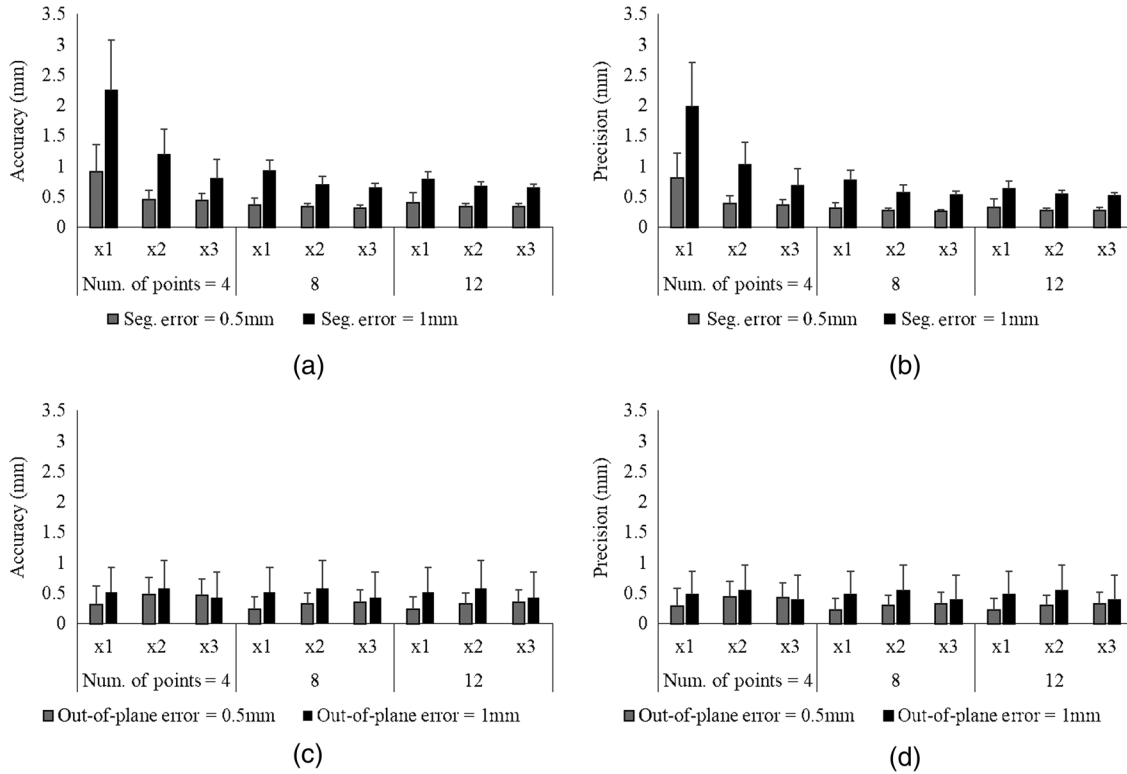 3.5
3
2.5
2
1.5
1
0.5
0
Accuracy (mm)
x1 x2 x3 x1 x2 x3 x1 x2 x3
Num. of points = 4 8 12
Seg. error = 0.5mm Seg. error = 1mm
(a)
3.5
3
2.5
2
1.5
1
0.5
0
Precision (mm)
x1 x2 x3 x1 x2 x3 x1 x2 x3
Num. of points = 4 8 12
Seg. error = 0.5mm Seg. error = 1mm
(b)
3.5
3
2.5
2
1.5
1
0.5
0
Accuracy (mm)
x1 x2 x3 x1 x2 x3 x1 x2 x3
Num. of points = 4 8 12
Out-of-plane error = 0.5mm Out-of-plane error = 1mm
(c)
3.5
3
2.5
2
1.5
1
0.5
0
Precision (mm)
x1 x2 x3 x1 x2 x3 x1 x2 x3
Num. of points = 4 8 12
Out-of-plane error = 0.5mm Out-of-plane error = 1mm
(d)